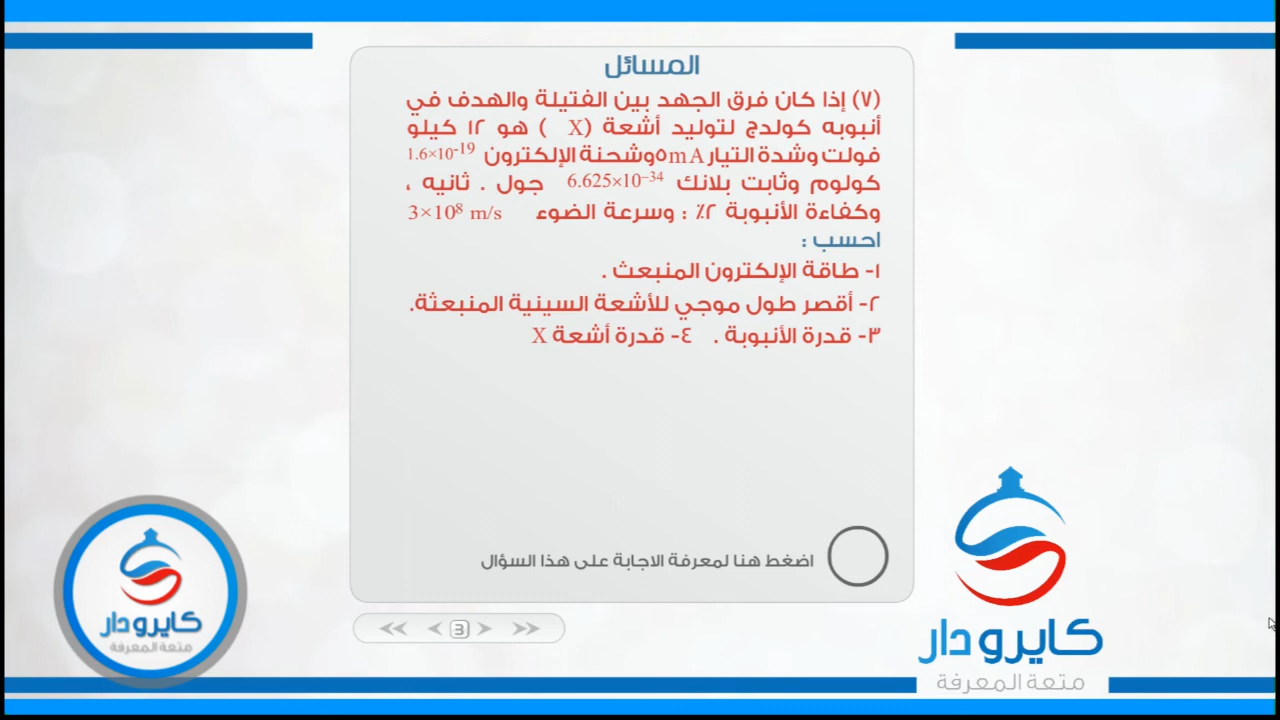 المسائل
(٧) إذا كان فرق الجهد بين الفتيلة والهدف في
أنبوبه كولدج لتوليد أشعة (X ) هو ١٢ كيلو
فولت وشدة التيار ٥mA وشحنة الإلكترون 1.6×10⁻¹⁹
كولوم وثابت بلانك 6.625×10⁻³⁴ جول . ثانيه ،
وكفاءة الأنبوبة ٢٪ : وسرعة الضوء 3×10⁸ m/s
احسب :
١- طاقة الإلكترون المنبعث .
٢- أقصر طول موجي للأشعة السينية المنبعثة.
٣- قدرة الأنبوبة . ٤- قدرة أشعة X
اضغط هنا لمعرفة الاجابة على هذا السؤال
3
كايرو دار
متعة المعرفة
كايرو دار
متعة المعرفة